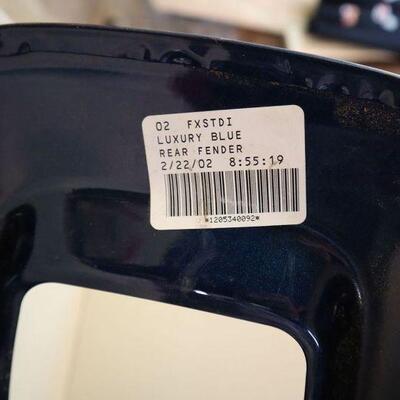 02 FXSTDI
LUXURY BLUE
REAR FENDER
2/22/02 8:55:19
*1205340092*